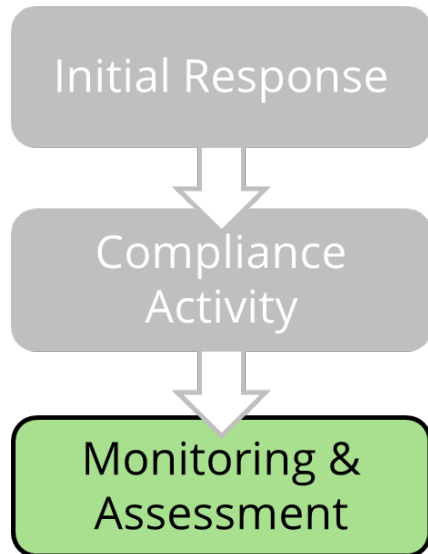 Initial Response
Compliance
Activity
Monitoring &
Assessment